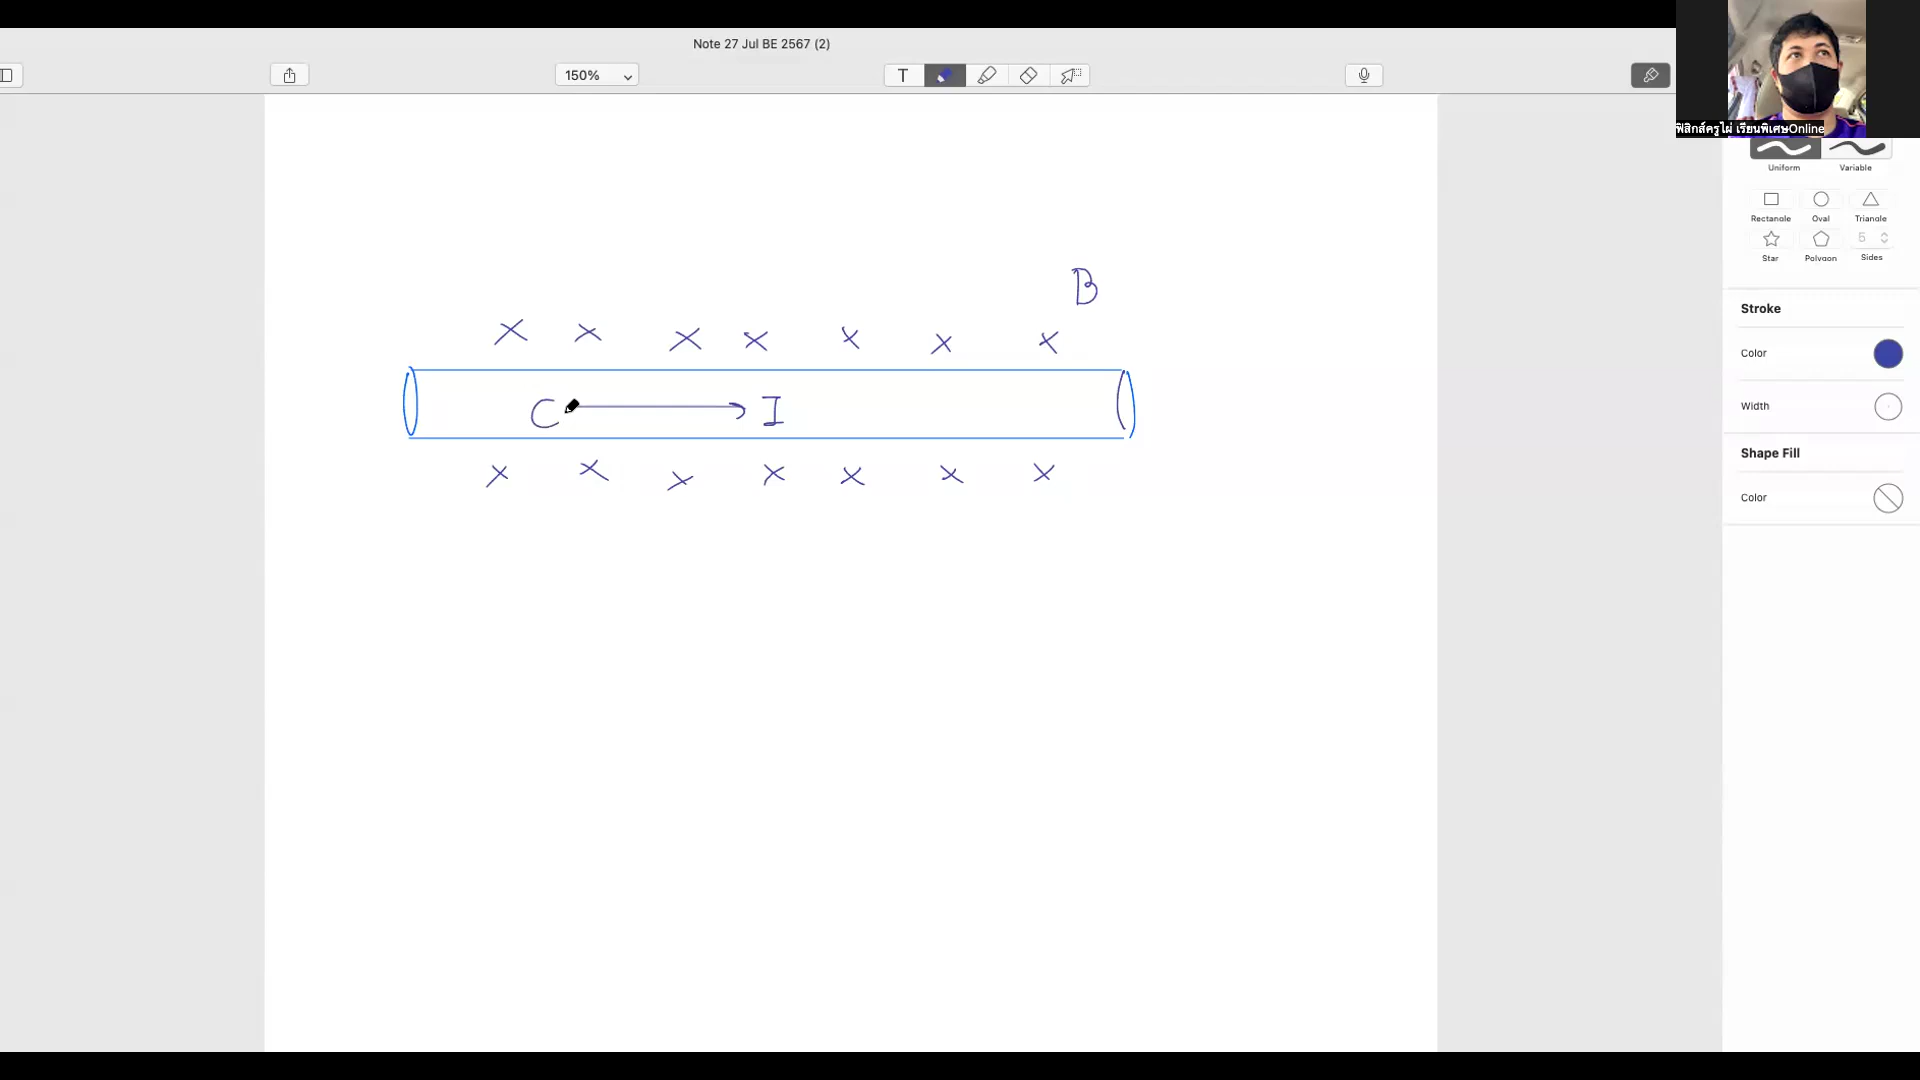 Note 27 Jul BE 2567 (2)
150%
T
ฟิสิกส์ครูไผ่ เรียนพิเศษOnline
Uniform
Variable
Rectangle
Oval
Triangle
Star
Polygon
5
Sides
Stroke
Color
Width
Shape Fill
Color
B
x x x x x x x
C I
x x x x x x x